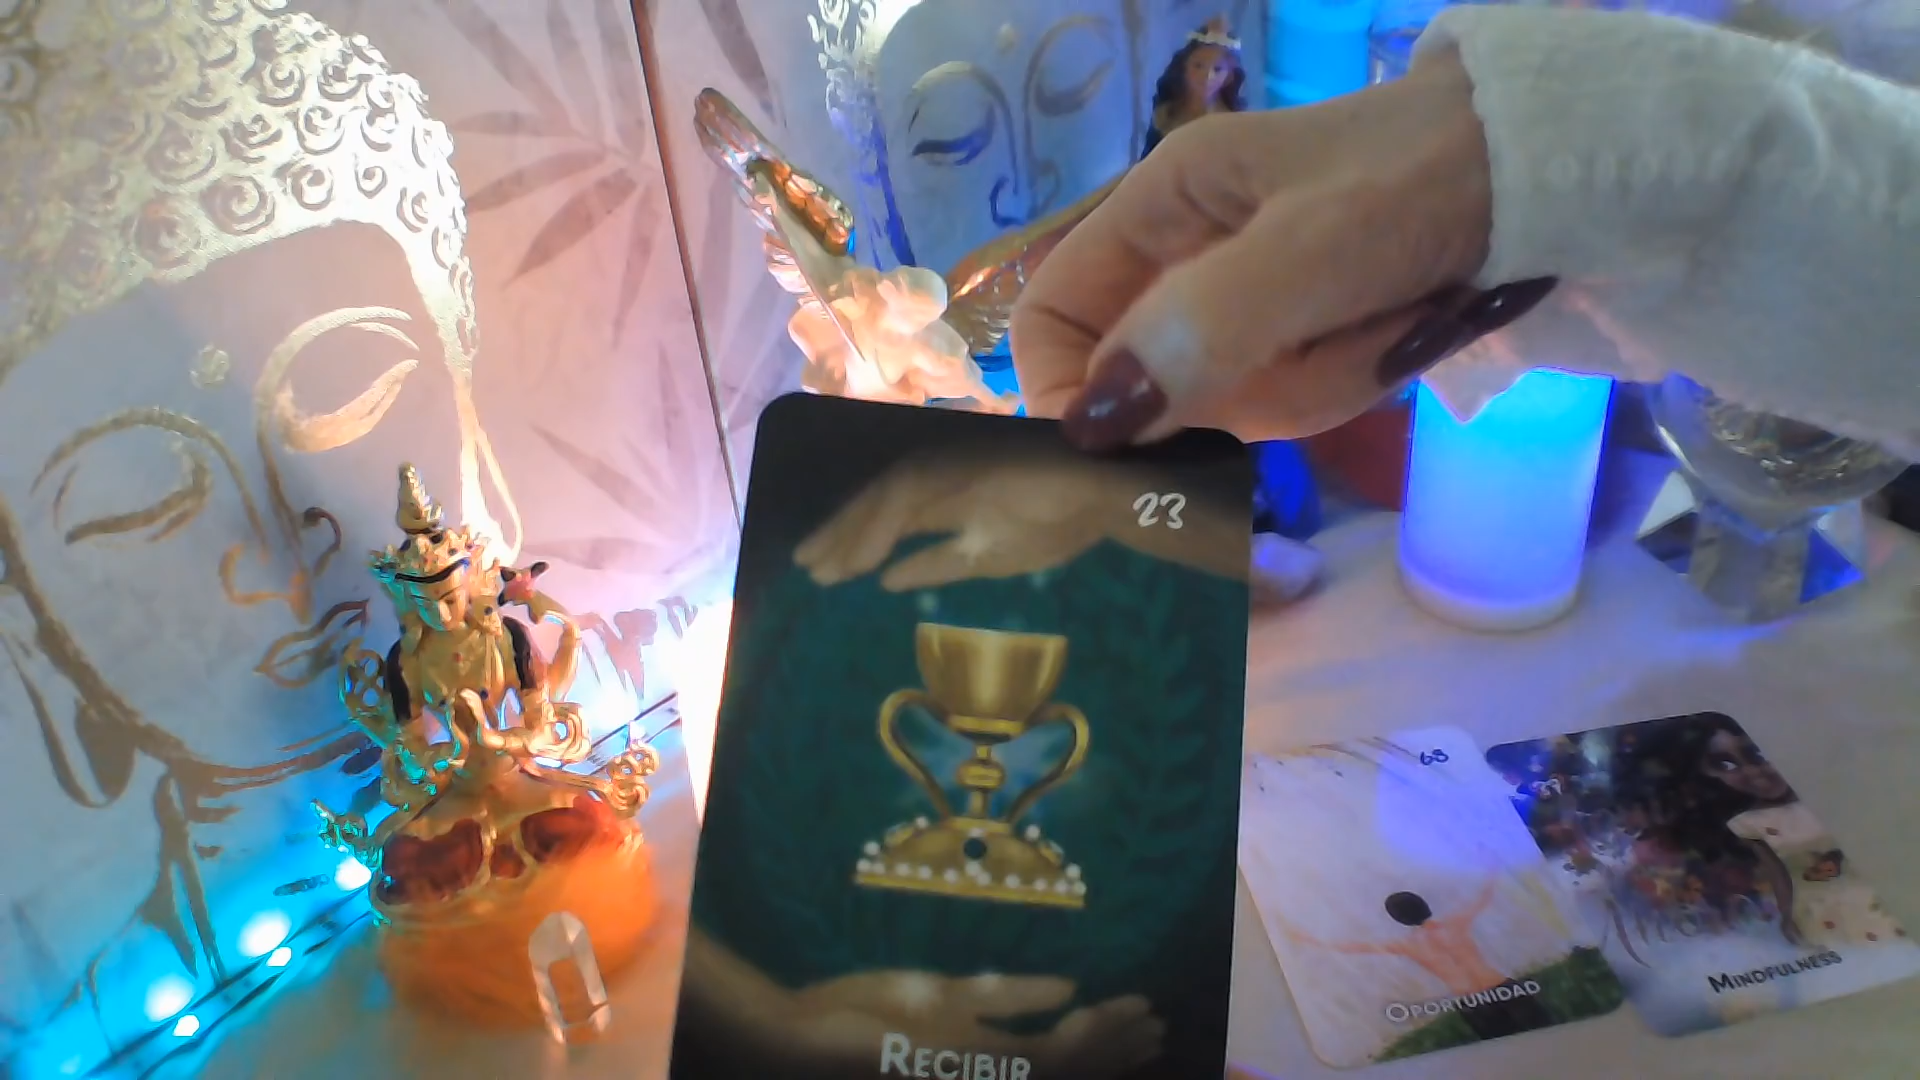 23
RECIBIR
68
OPORTUNIDAD
MINDFULNESS